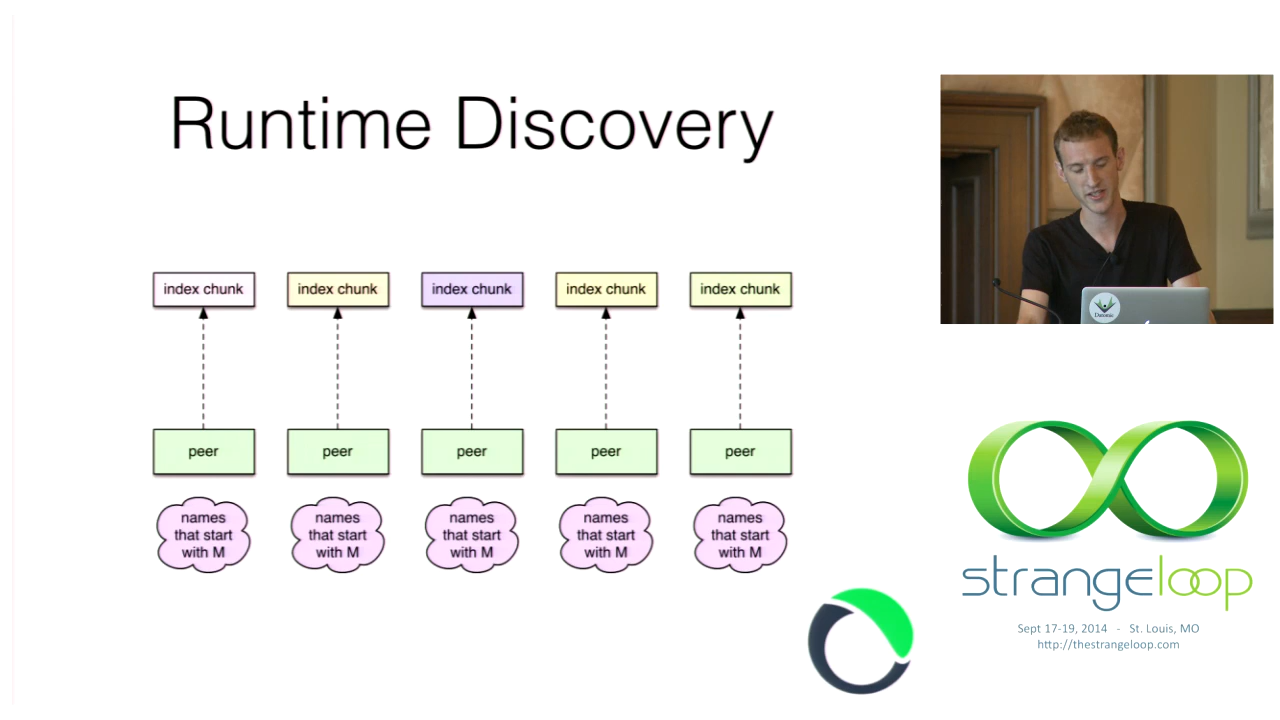 Runtime Discovery
index chunk
index chunk
index chunk
index chunk
index chunk
peer
peer
peer
peer
peer
names
that start
with M
names
that start
with M
names
that start
with M
names
that start
with M
names
that start
with M
Datomic
strangeloop
Sept 17-19, 2014 - St. Louis, MO
http://thestrangeloop.com